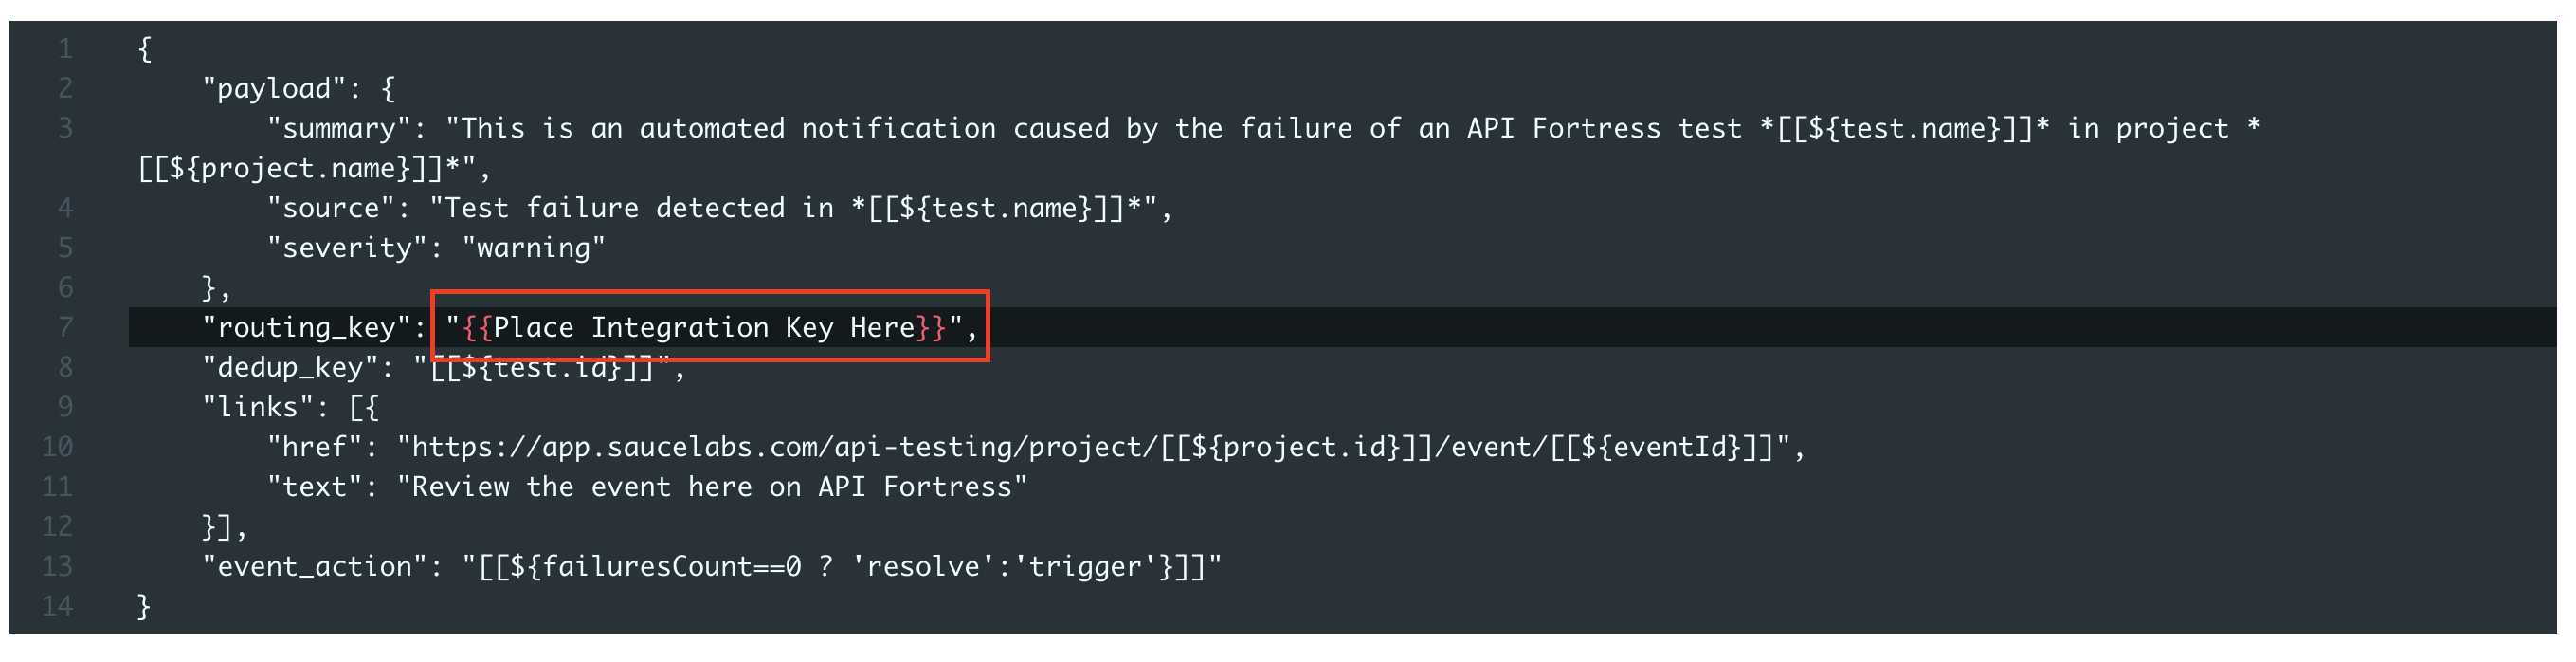 1 {
2 "payload": {
3 "summary": "This is an automated notification caused by the failure of an API Fortress test *[[${test.name}]]* in project *
[[${project.name}]]*",
4 "source": "Test failure detected in *[[${test.name}]]*",
5 "severity": "warning"
6 },
7 "routing_key": "{{Place Integration Key Here}}",
8 "dedup_key": "[[${test.id}]]",
9 "links": [{
10 "href": "https://app.saucelabs.com/api-testing/project/[[${project.id}]]/event/[[${eventId}]]",
11 "text": "Review the event here on API Fortress"
12 }],
13 "event_action": "[[${failuresCount==0 ? 'resolve':'trigger'}]]"
14 }